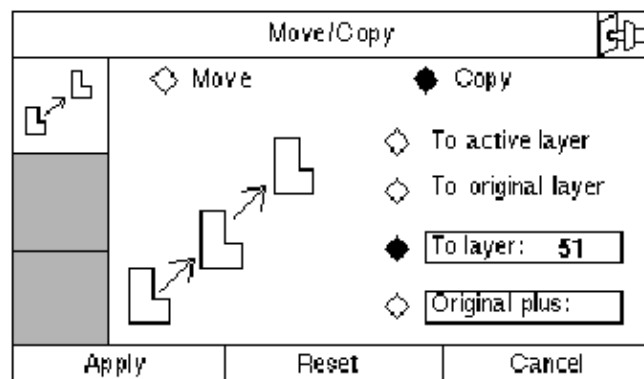 Move/Copy
Move Copy
To active layer
To original layer
To layer: 51
Original plus:
Apply Reset Cancel